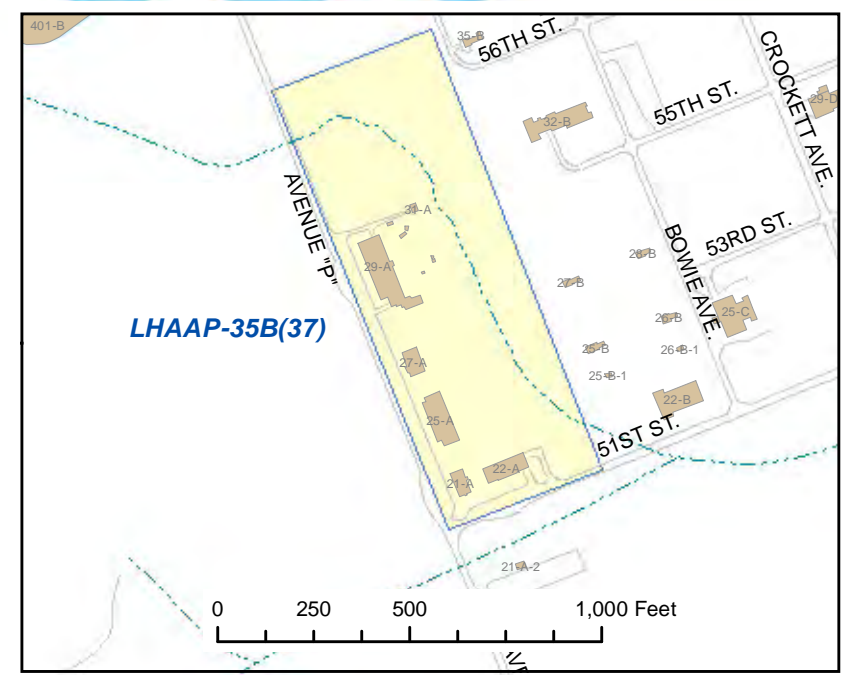 401-B
35-B
56TH ST.
CROCKETT AVE.
29-D
55TH ST.
32-B
AVENUE "P"
31-A
BOWIE AVE.
53RD ST.
28-B
29-A
27-B
LHAAP-35B(37)
26-B
25-C
25-B
26-B-1
27-A
25-B-1
22-B
25-A
51ST ST.
22-A
21-A
21-A-2
0 250 500 1,000 Feet